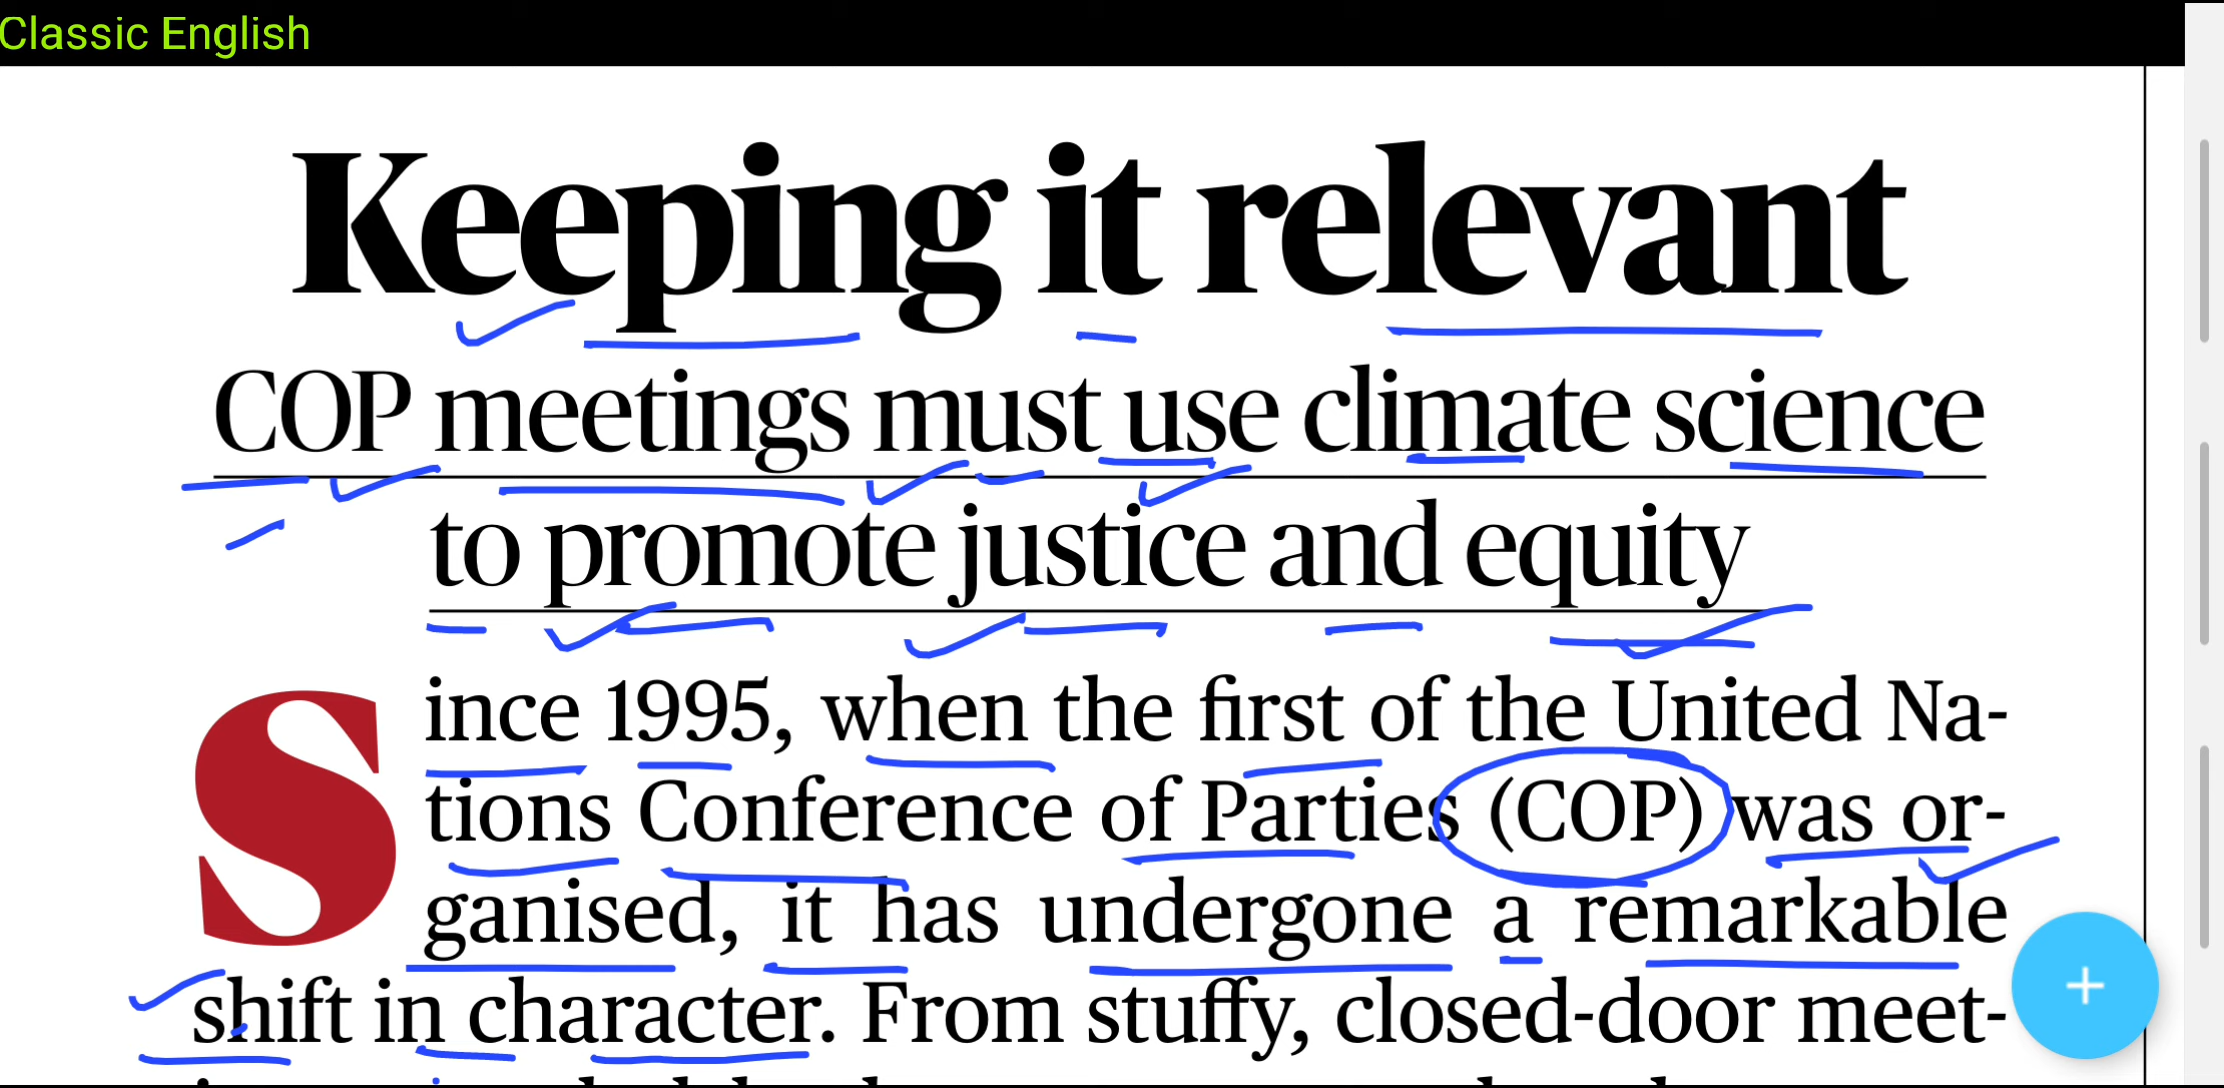 Classic English
Keeping it relevant
COP meetings must use climate science
to promote justice and equity
Since 1995, when the first of the United Na-
tions Conference of Parties (COP) was or-
ganised, it has undergone a remarkable
shift in character. From stuffy, closed-door meet-